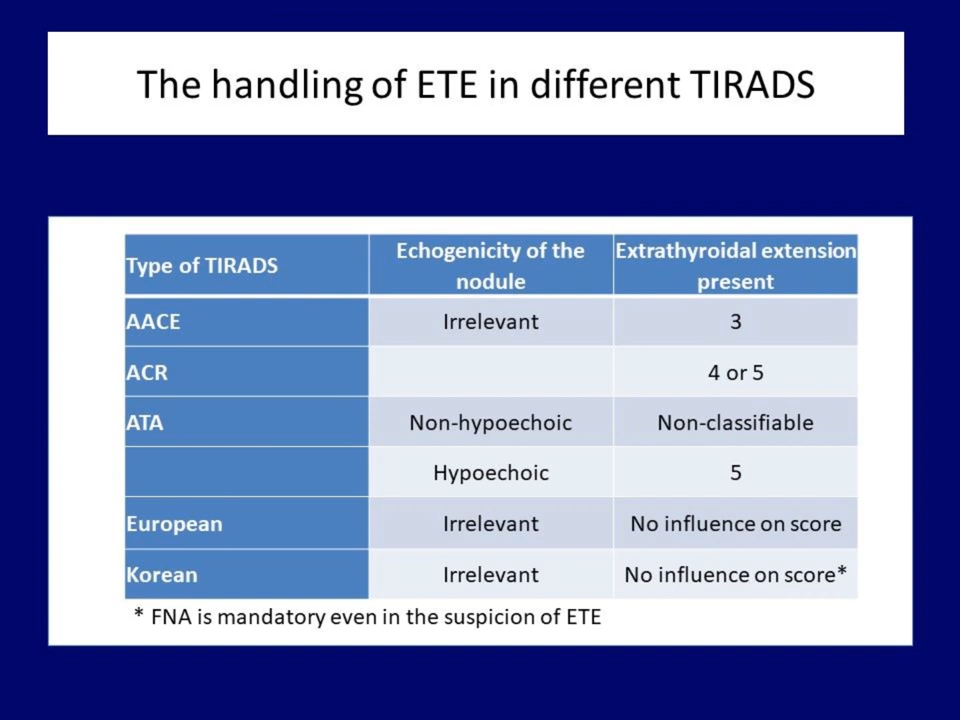 The handling of ETE in different TIRADS
Type of TIRADS
Echogenicity of the
nodule
Extrathyroidal extension
present
AACE
Irrelevant
3
ACR
4 or 5
ATA
Non-hypoechoic
Non-classifiable
Hypoechoic
5
European
Irrelevant
No influence on score
Korean
Irrelevant
No influence on score*
* FNA is mandatory even in the suspicion of ETE